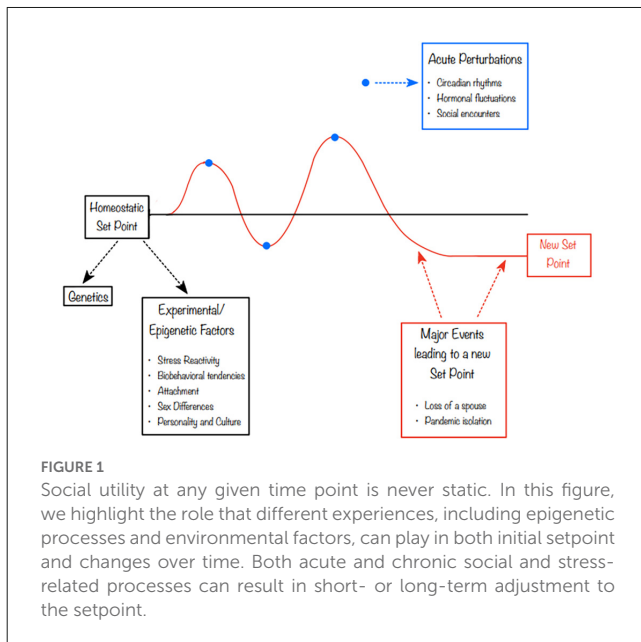 Acute Perturbations
• Circadian rhythms
• Hormonal fluctuations
• Social encounters
Homeostatic
Set Point
New Set
Point
Genetics
Experimental/
Epigenetic Factors
• Stress Reactivity
• Biobehavioral tendencies
• Attachment
• Sex Differences
• Personality and Culture
Major Events
leading to a new
Set Point
• Loss of a spouse
• Pandemic isolation
FIGURE 1
Social utility at any given time point is never static. In this figure,
we highlight the role that different experiences, including epigenetic
processes and environmental factors, can play in both initial setpoint
and changes over time. Both acute and chronic social and stress-
related processes can result in short- or long-term adjustment to
the setpoint.